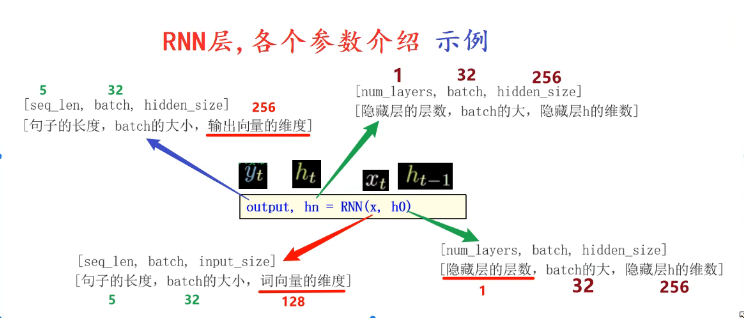 RNN层,各个参数介绍 示例
5 32
[seq_len, batch, hidden_size]
256
[句子的长度, batch的大小, 输出向量的维度]
1 32 256
[num_layers, batch, hidden_size]
[隐藏层的层数, batch的大, 隐藏层h的维数]
ŷt ht xt ht−1
output, hn = RNN(x, h0)
[seq_len, batch, input_size]
[句子的长度, batch的大小, 词向量的维度]
5 32 128
[num_layers, batch, hidden_size]
[隐藏层的层数, batch的大, 隐藏层h的维数]
1 32 256
5